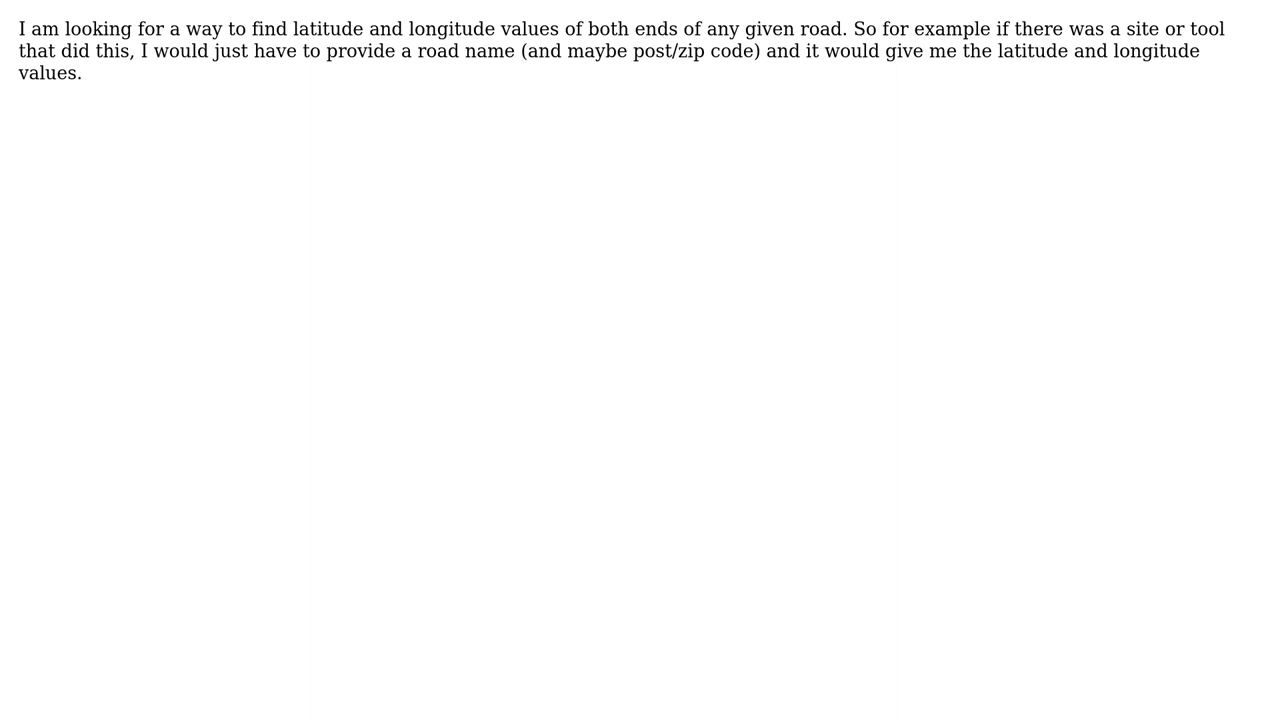 I am looking for a way to find latitude and longitude values of both ends of any given road. So for example if there was a site or tool
that did this, I would just have to provide a road name (and maybe post/zip code) and it would give me the latitude and longitude
values.